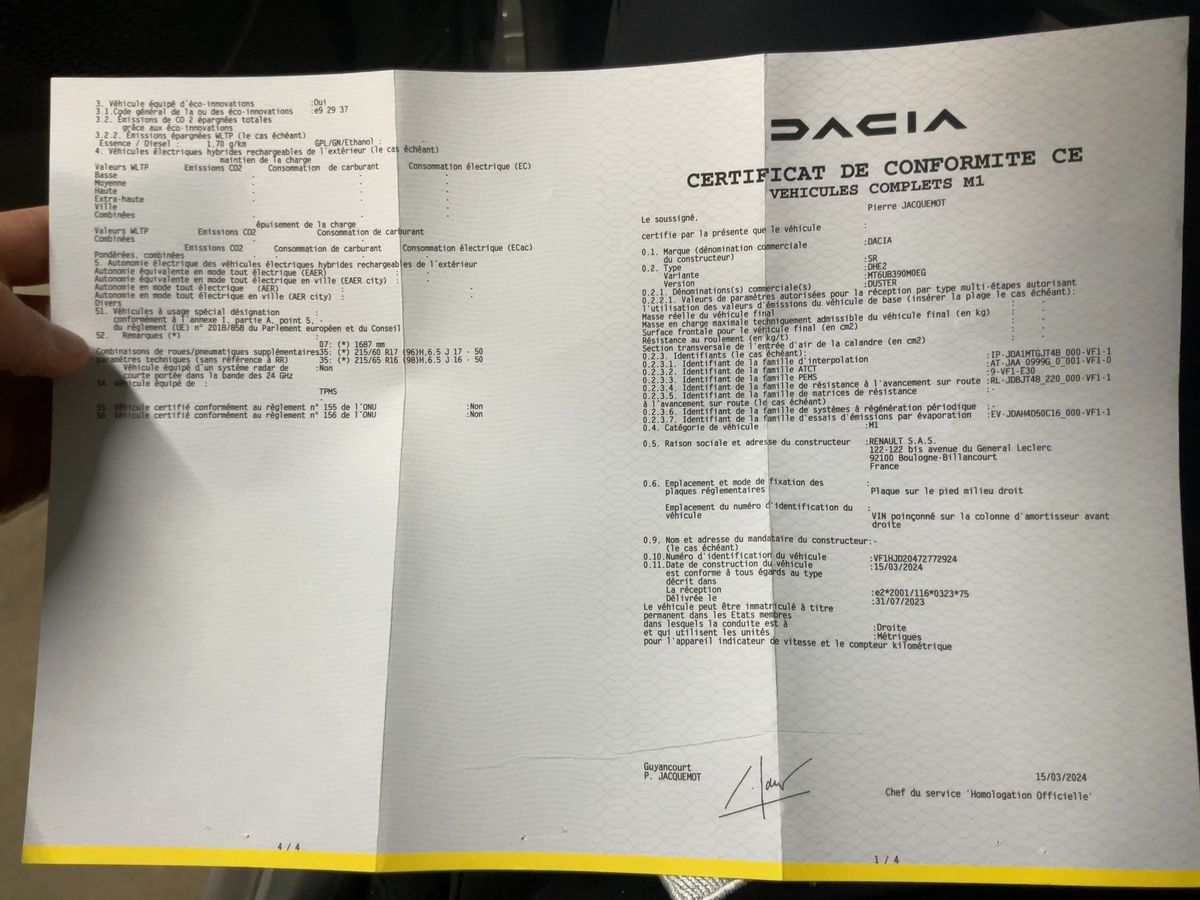 3. Véhicule équipé d'éco-innovations :Oui
3.1.Code général de la ou des éco-innovations :e9 29 37
3.2. Emissions de CO 2 épargnées totales
grâce aux éco-innovations
3.2.2. Emissions épargnées WLTP (le cas échéant)
Essence / Diesel : 1,70 g/km GPL/GN/Ethanol : -
4. Véhicules électriques hybrides rechargeables de l'extérieur (le cas échéant)
maintien de la charge
Valeurs WLTP Emissions CO2 Consommation de carburant Consommation électrique (EC)
Basse - - -
Moyenne - - -
Haute - - -
Extra-haute - - -
Ville - - -
Combinées - - -
épuisement de la charge
Valeurs WLTP Emissions CO2 Consommation de carburant
Combinées - -
Emissions CO2 Consommation de carburant Consommation électrique (ECac)
Pondérées, combinées - - -
5. Autonomie électrique des véhicules électriques hybrides rechargeables de l'extérieur
Autonomie équivalente en mode tout électrique (EAER) : -
Autonomie équivalente en mode tout électrique en ville (EAER city) : -
Autonomie en mode tout électrique (AER) : -
Autonomie en mode tout électrique en ville (AER city) : -
Divers
51. Véhicules à usage spécial désignation :
conformément à l'annexe I, partie A, point 5, -
du règlement (UE) n° 2018/858 du Parlement européen et du Conseil
52. Remarques (*)
07: (*) 1687 mm
Combinaisons de roues/pneumatiques supplémentaires35: (*) 215/60 R17 (96)H,6.5 J 17 - 50
paramètres techniques (sans référence à RR) 35: (*) 215/65 R16 (98)H,6.5 J 16 - 50
Véhicule équipé d'un système radar de :Non
courte portée dans la bande des 24 GHz
54 Véhicule équipé de :
TPMS
55. Véhicule certifié conformément au règlement n° 155 de l'ONU :Non
56. Véhicule certifié conformément au règlement n° 156 de l'ONU :Non
4 / 4
DACIA
CERTIFICAT DE CONFORMITE CE
VEHICULES COMPLETS M1
Pierre JACQUEMOT
Le soussigné,
certifie par la présente que le véhicule :
0.1. Marque (dénomination commerciale :DACIA
du constructeur)
0.2. Type :SR
Variante :DHE2
Version :MT6UB390M0EG
0.2.1. Dénominations(s) commerciale(s) :DUSTER
0.2.2.1. Valeurs de paramètres autorisées pour la réception par type multi-étapes autorisant
l'utilisation des valeurs d'émissions du véhicule de base (insérer la plage le cas échéant):
Masse réelle du véhicule final : -
Masse en charge maximale techniquement admissible du véhicule final (en kg) : -
Surface frontale pour le véhicule final (en cm2) : -
Résistance au roulement (en kg/t) : -
Section transversale de l'entrée d'air de la calandre (en cm2) : -
0.2.3. Identifiants (le cas échéant):
0.2.3.1. Identifiant de la famille d'interpolation :IP-JDA1MTGJT4B_000-VF1-1
0.2.3.2. Identifiant de la famille ATCT :AT-JAA_0999G_0_001-VF1-0
0.2.3.3. Identifiant de la famille PEMS :9-VF1-E30
0.2.3.4. Identifiant de la famille de résistance à l'avancement sur route :RL-JDBJT4B_220_000-VF1-1
0.2.3.5. Identifiant de la famille de matrices de résistance :-
à l'avancement sur route (le cas échéant)
0.2.3.6. Identifiant de la famille de systèmes à régénération périodique :-
0.2.3.7. Identifiant de la famille d'essais d'émissions par évaporation :EV-JDAH4D50C16_000-VF1-1
0.4. Catégorie de véhicule :M1
0.5. Raison sociale et adresse du constructeur :RENAULT S.A.S.
122-122 bis avenue du General Leclerc
92100 Boulogne-Billancourt
France
0.6. Emplacement et mode de fixation des :
plaques réglementaires Plaque sur le pied milieu droit
Emplacement du numéro d'identification du :
véhicule VIN poinçonné sur la colonne d'amortisseur avant
droite
0.9. Nom et adresse du mandataire du constructeur:-
(le cas échéant)
0.10.Numéro d'identification du véhicule :VF1HJD20472772924
0.11.Date de construction du véhicule :15/03/2024
est conforme à tous égards au type
décrit dans
La réception :e2*2001/116*0323*75
Délivrée le :31/07/2023
Le véhicule peut être immatriculé à titre
permanent dans les Etats membres
dans lesquels la conduite est à :Droite
et qui utilisent les unités :Métriques
pour l'appareil indicateur de vitesse et le compteur kilométrique
Guyancourt
P. JACQUEMOT
15/03/2024
Chef du service 'Homologation Officielle'
1 / 4